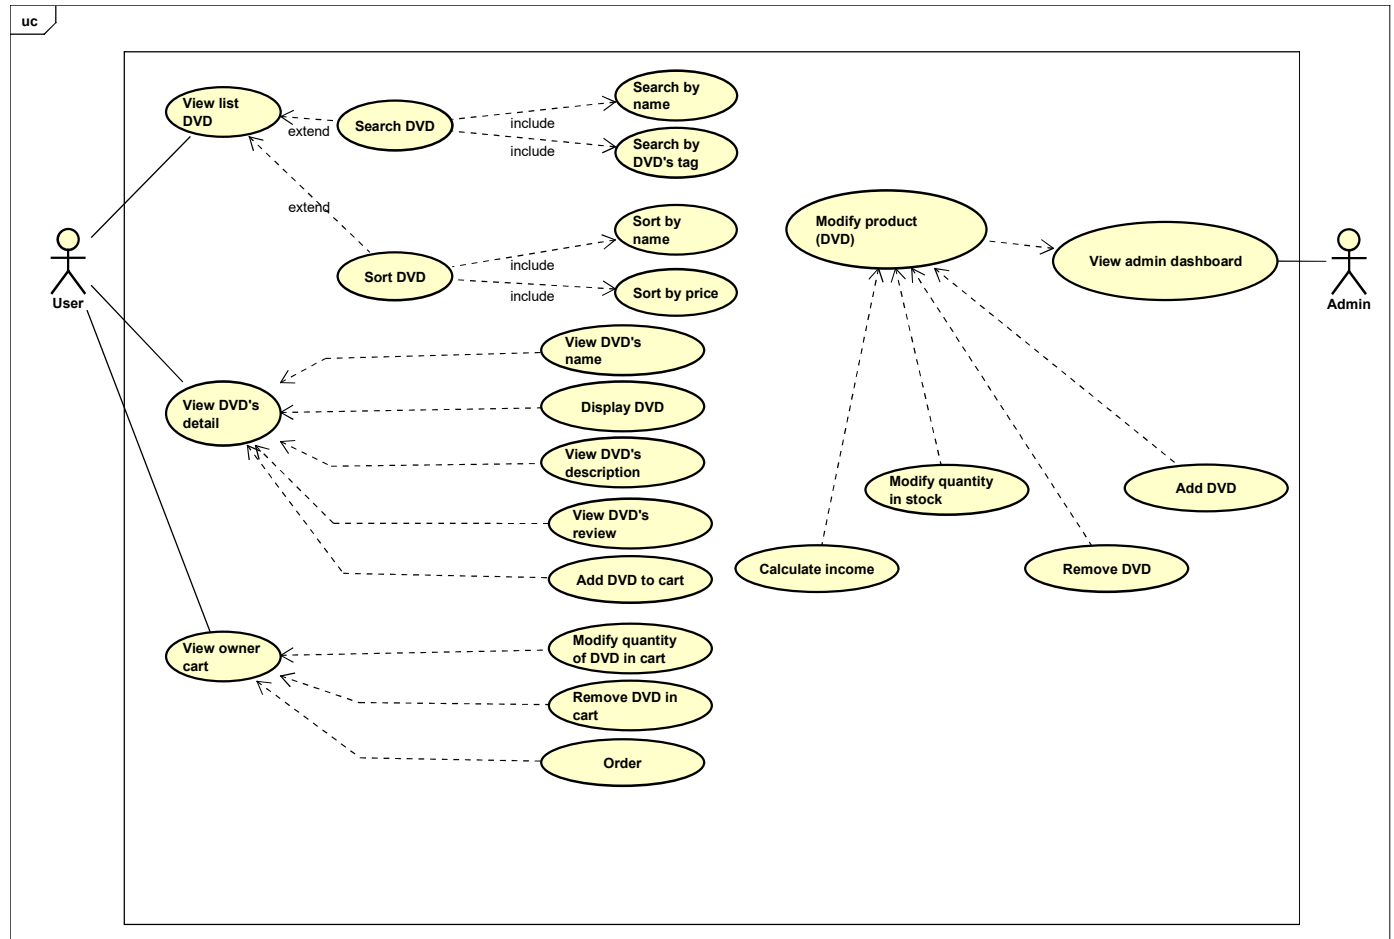 uc
View list
DVD
extend
Search DVD
include
include
Search by
name
Search by
DVD's tag
extend
Sort DVD
include
include
Sort by
name
Sort by price
User
View DVD's
detail
View DVD's
name
Display DVD
View DVD's
description
View DVD's
review
Add DVD to cart
View owner
cart
Modify quantity
of DVD in cart
Remove DVD in
cart
Order
Modify product
(DVD)
View admin dashboard
Admin
Modify quantity
in stock
Add DVD
Calculate income
Remove DVD